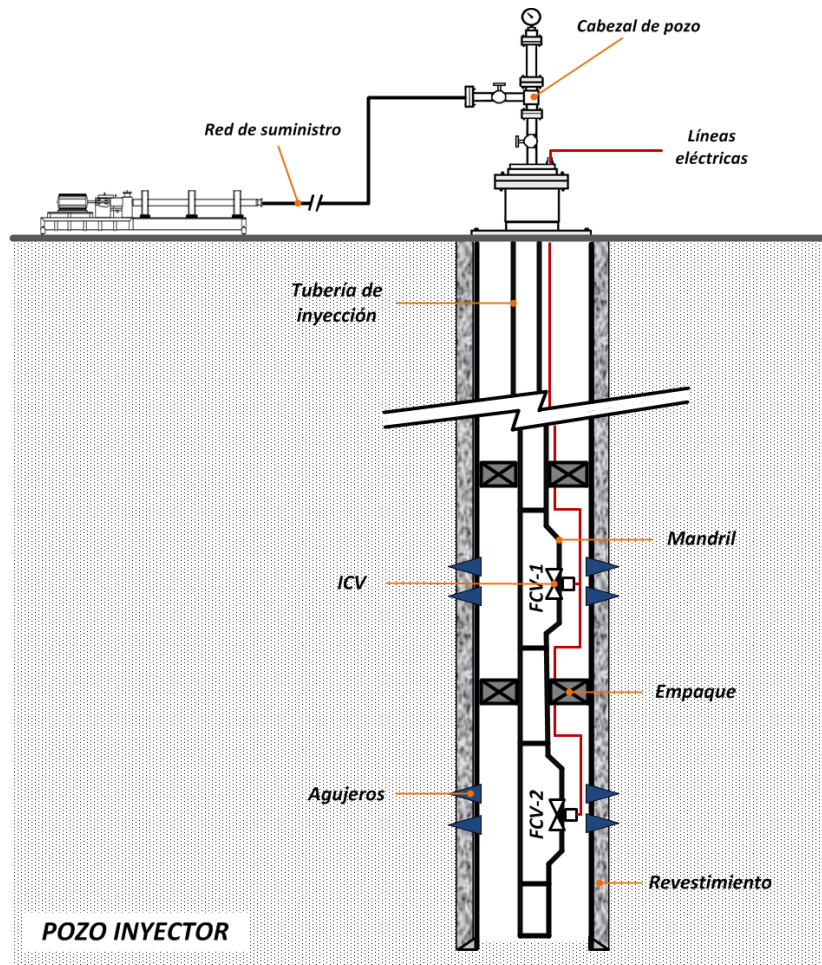 Cabezal de pozo
Red de suministro
Líneas
eléctricas
Tubería de
inyección
Mandril
ICV
FCV-1
Empaque
Agujeros
FCV-2
Revestimiento
POZO INYECTOR